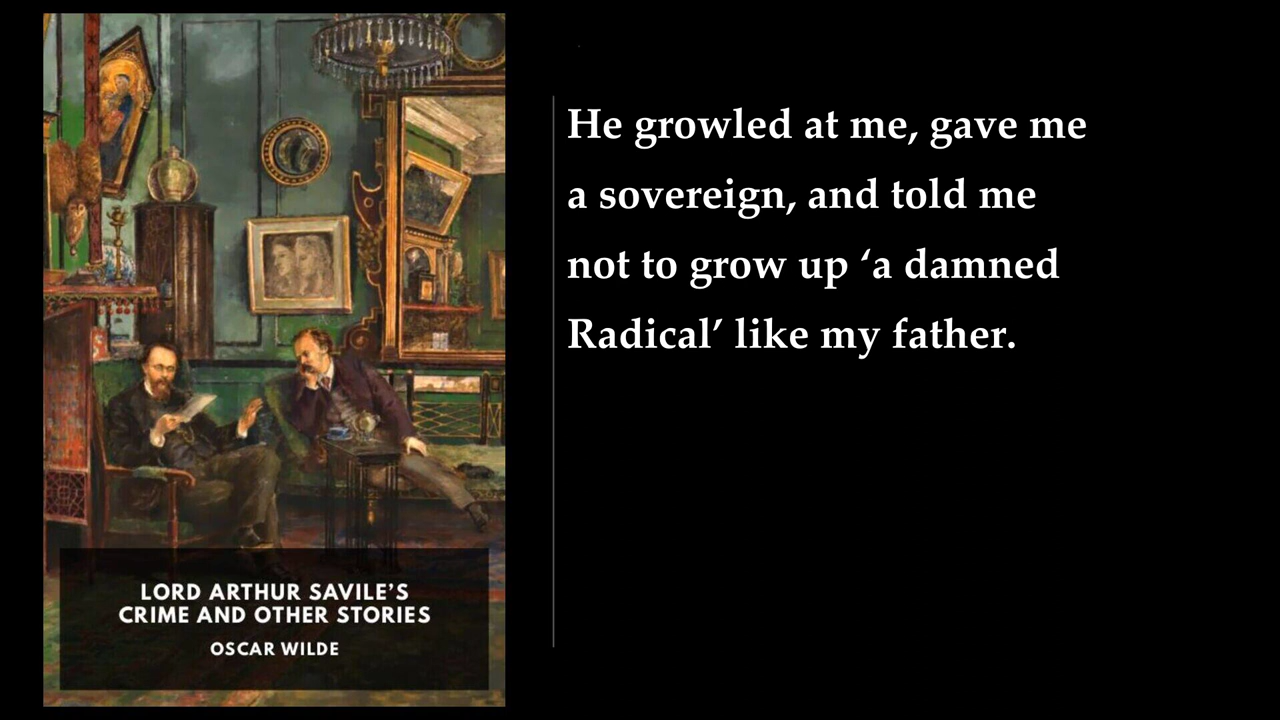 He growled at me, gave me
a sovereign, and told me
not to grow up ‘a damned
Radical’ like my father.
LORD ARTHUR SAVILE’S
CRIME AND OTHER STORIES
OSCAR WILDE